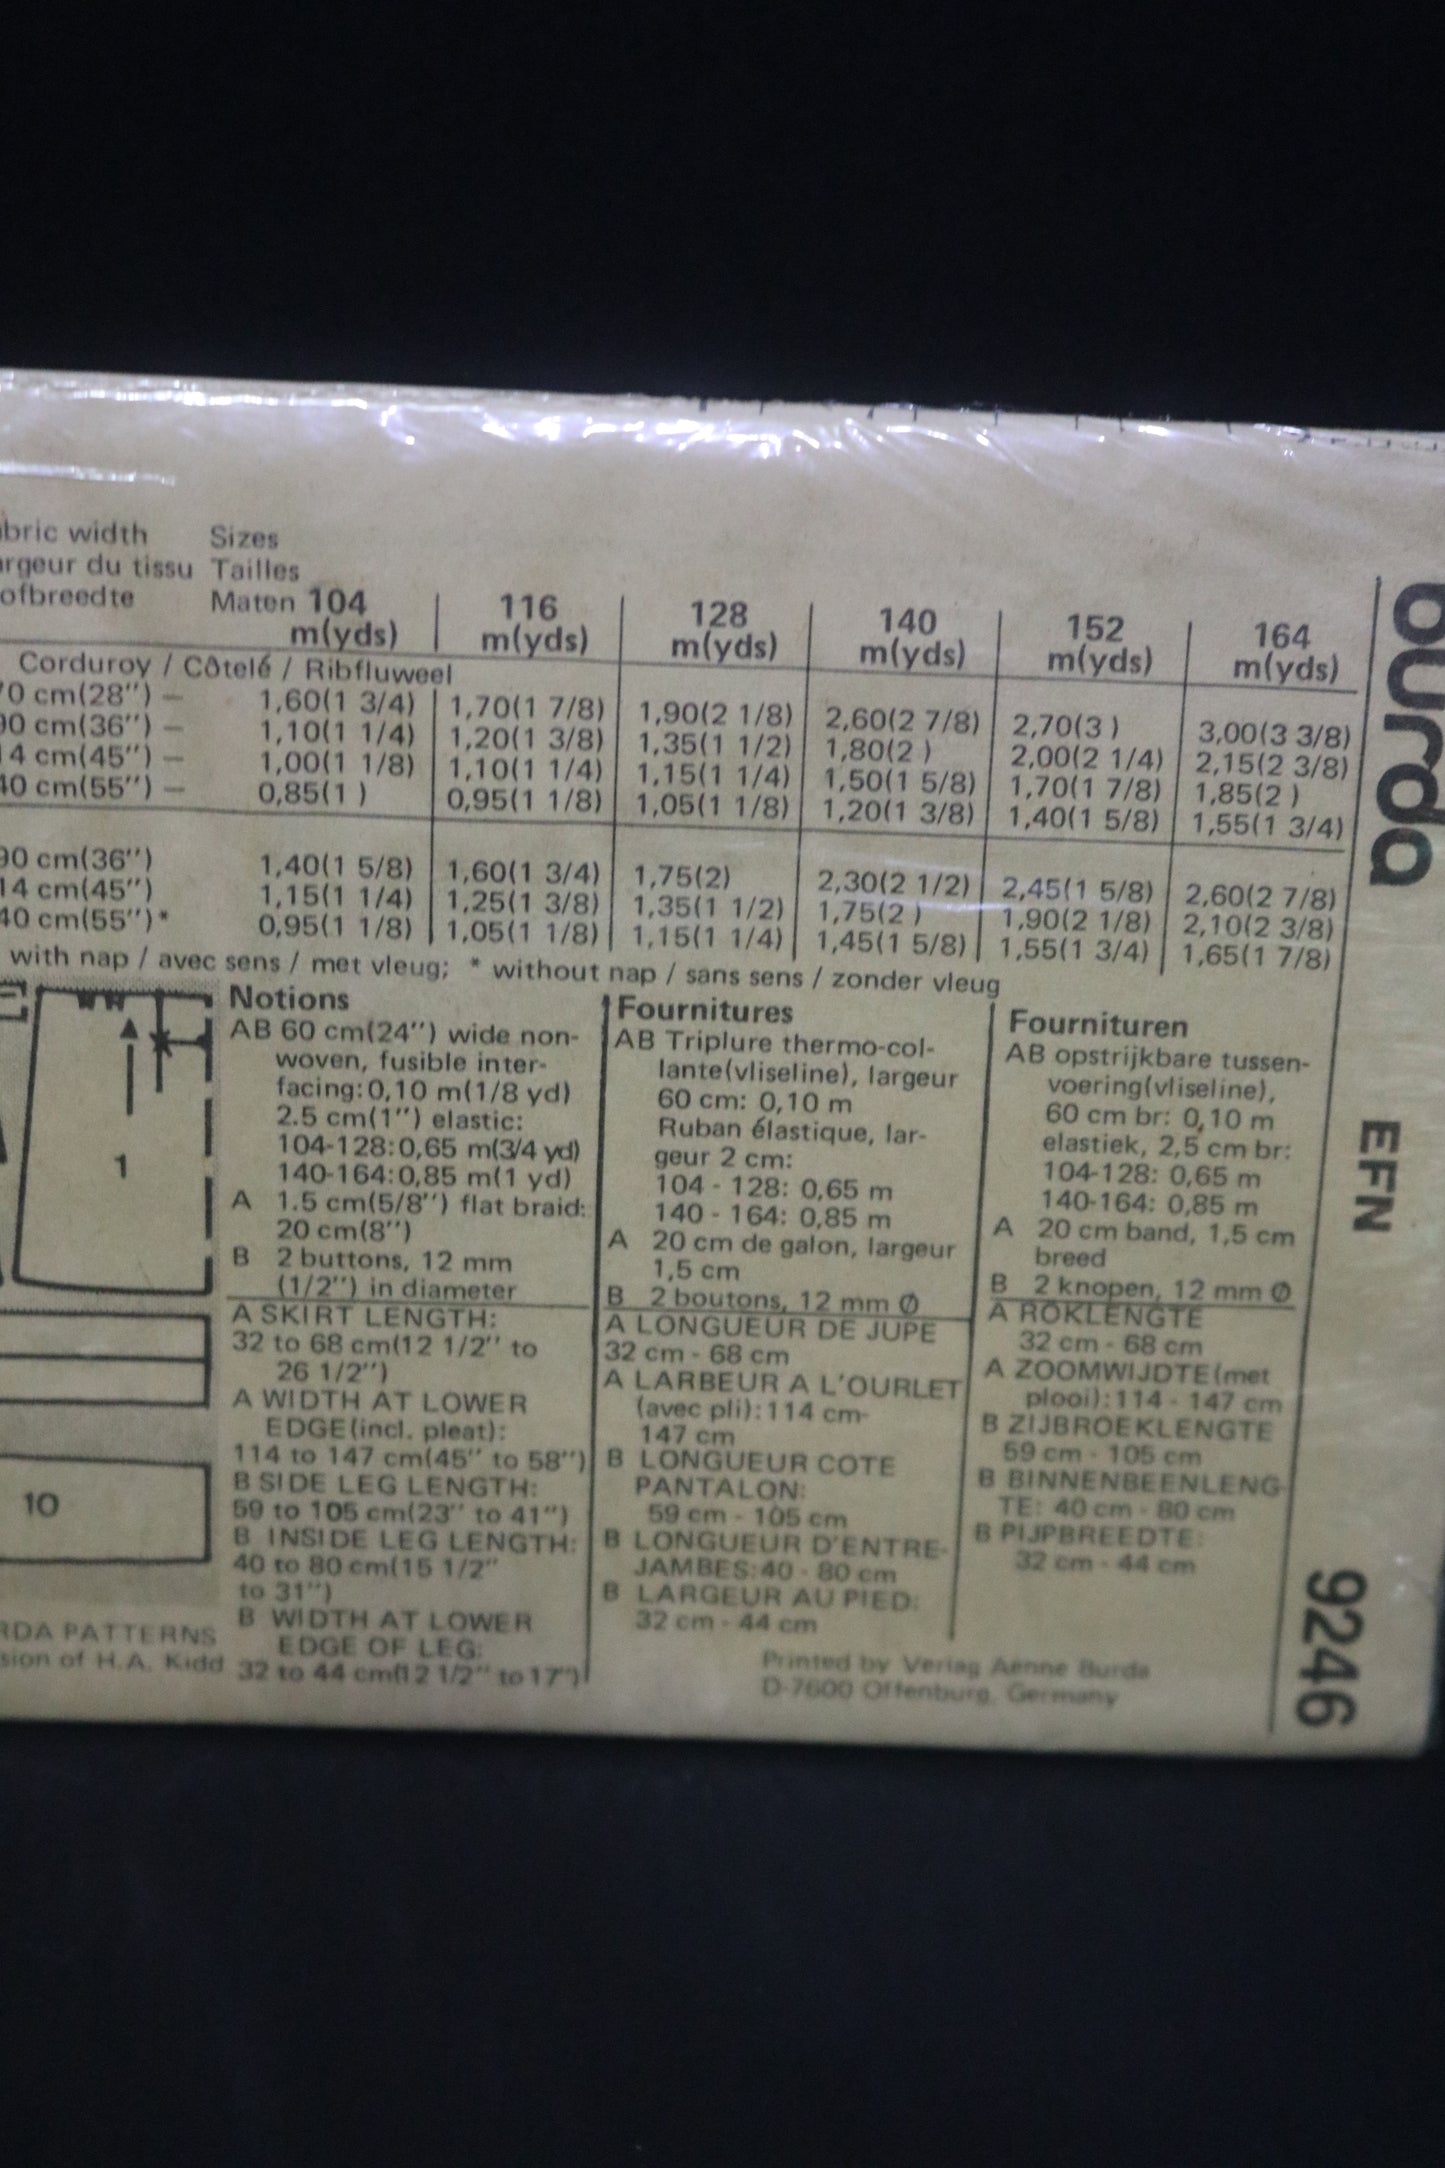 bric width Sizes
rgeur du tissu Tailles
ofbreedte Maten 104 116 128 140 152 164
m(yds) m(yds) m(yds) m(yds) m(yds) m(yds)
Corduroy / Côtelé / Ribfluweel
70 cm(28") – 1,60(1 3/4) 1,70(1 7/8) 1,90(2 1/8) 2,60(2 7/8) 2,70(3 ) 3,00(3 3/8)
90 cm(36") – 1,10(1 1/4) 1,20(1 3/8) 1,35(1 1/2) 1,80(2 ) 2,00(2 1/4) 2,15(2 3/8)
14 cm(45") – 1,00(1 1/8) 1,10(1 1/4) 1,15(1 1/4) 1,50(1 5/8) 1,70(1 7/8) 1,85(2 )
40 cm(55") – 0,85(1 ) 0,95(1 1/8) 1,05(1 1/8) 1,20(1 3/8) 1,40(1 5/8) 1,55(1 3/4)
90 cm(36") 1,40(1 5/8) 1,60(1 3/4) 1,75(2) 2,30(2 1/2) 2,45(1 5/8) 2,60(2 7/8)
14 cm(45") 1,15(1 1/4) 1,25(1 3/8) 1,35(1 1/2) 1,75(2 ) 1,90(2 1/8) 2,10(2 3/8)
40 cm(55")* 0,95(1 1/8) 1,05(1 1/8) 1,15(1 1/4) 1,45(1 5/8) 1,55(1 3/4) 1,65(1 7/8)
with nap / avec sens / met vleug; * without nap / sans sens / zonder vleug
1
10
RDA PATTERNS
sion of H.A. Kidd
Notions
AB 60 cm(24") wide non-
woven, fusible inter-
facing: 0,10 m(1/8 yd)
2.5 cm(1") elastic:
104-128: 0,65 m(3/4 yd)
140-164: 0,85 m(1 yd)
A 1.5 cm(5/8") flat braid:
20 cm(8")
B 2 buttons, 12 mm
(1/2") in diameter
A SKIRT LENGTH:
32 to 68 cm(12 1/2" to
26 1/2")
A WIDTH AT LOWER
EDGE(incl. pleat):
114 to 147 cm(45" to 58")
B SIDE LEG LENGTH:
59 to 105 cm(23" to 41")
B INSIDE LEG LENGTH:
40 to 80 cm(15 1/2"
to 31")
B WIDTH AT LOWER
EDGE OF LEG:
32 to 44 cm(12 1/2" to 17")
Fournitures
AB Triplure thermo-col-
lante(vliseline), largeur
60 cm: 0,10 m
Ruban élastique, lar-
geur 2 cm:
104 - 128: 0,65 m
140 - 164: 0,85 m
A 20 cm de galon, largeur
1,5 cm
B 2 boutons, 12 mm Ø
A LONGUEUR DE JUPE
32 cm - 68 cm
A LARBEUR A L'OURLET
(avec pli): 114 cm-
147 cm
B LONGUEUR COTE
PANTALON:
59 cm - 105 cm
B LONGUEUR D'ENTRE-
JAMBES: 40 - 80 cm
B LARGEUR AU PIED:
32 cm - 44 cm
Fournituren
AB opstrijkbare tussen-
voering(vliseline),
60 cm br: 0,10 m
elastiek, 2,5 cm br:
104-128: 0,65 m
140-164: 0,85 m
A 20 cm band, 1,5 cm
breed
B 2 knopen, 12 mm Ø
A ROKLENGTE
32 cm - 68 cm
A ZOOMWIJDTE(met
plooi): 114 - 147 cm
B ZIJBROEKLENGTE
59 cm - 105 cm
B BINNENBEENLENG-
TE: 40 cm - 80 cm
B PIJPBREEDTE:
32 cm - 44 cm
Printed by Verlag Aenne Burda
D-7600 Offenburg, Germany
burda
EFN
9246